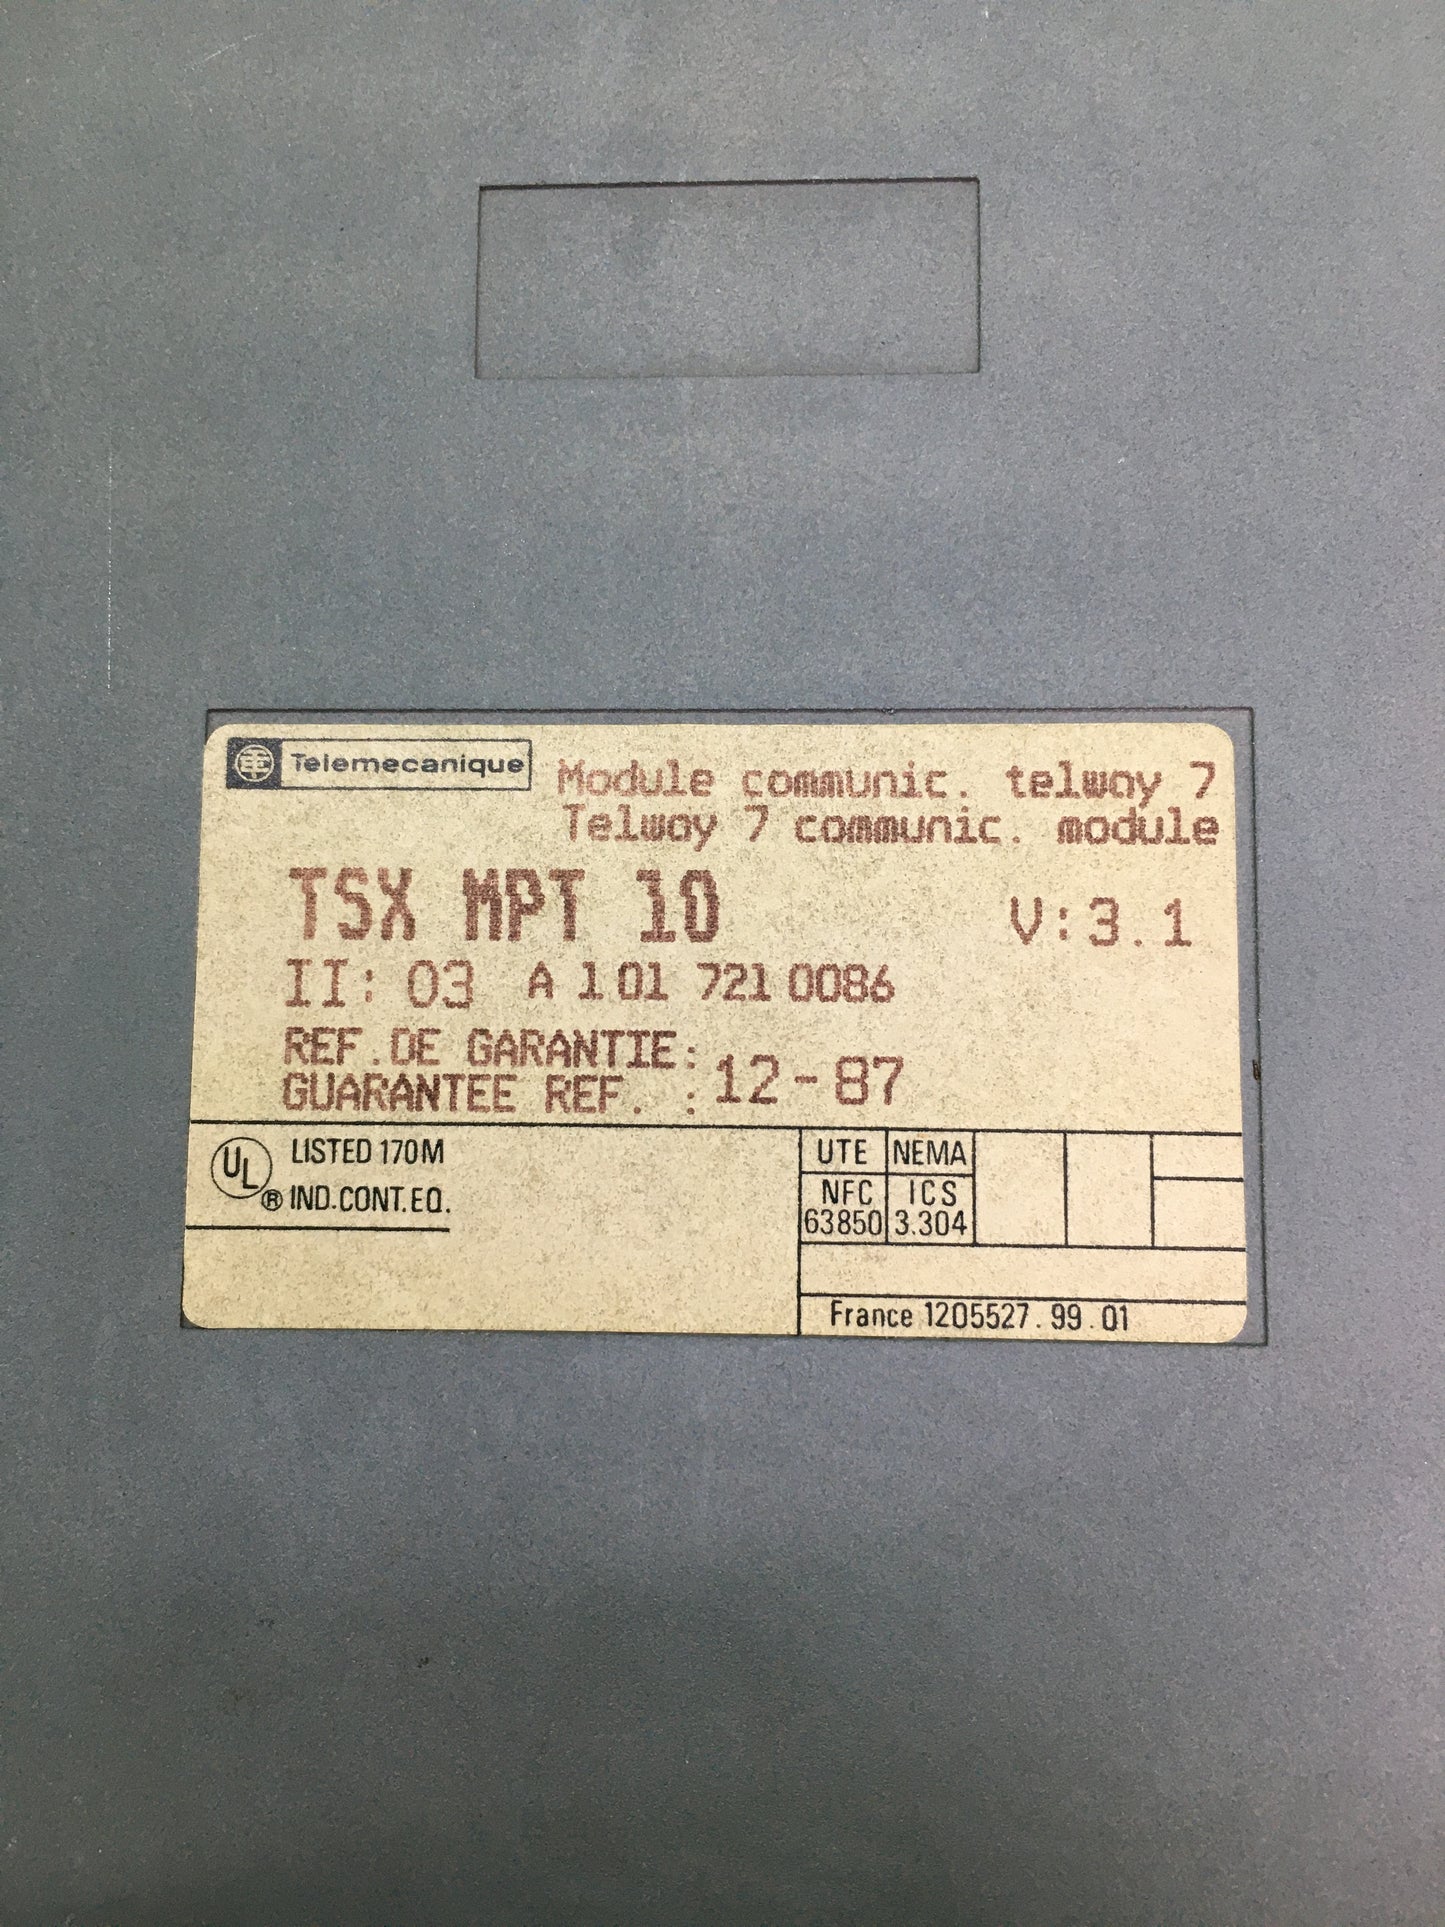 Telemecanique
Module communic. telway 7
Telway 7 communic. module
TSX MPT 10
V:3.1
II: 03 A 101 721 0086
REF.DE GARANTIE:
GUARANTEE REF. : 12-87
UL ® LISTED 170M
IND.CONT.EQ.
UTE NEMA
NFC ICS
63850 3.304
France 1205527.99.01